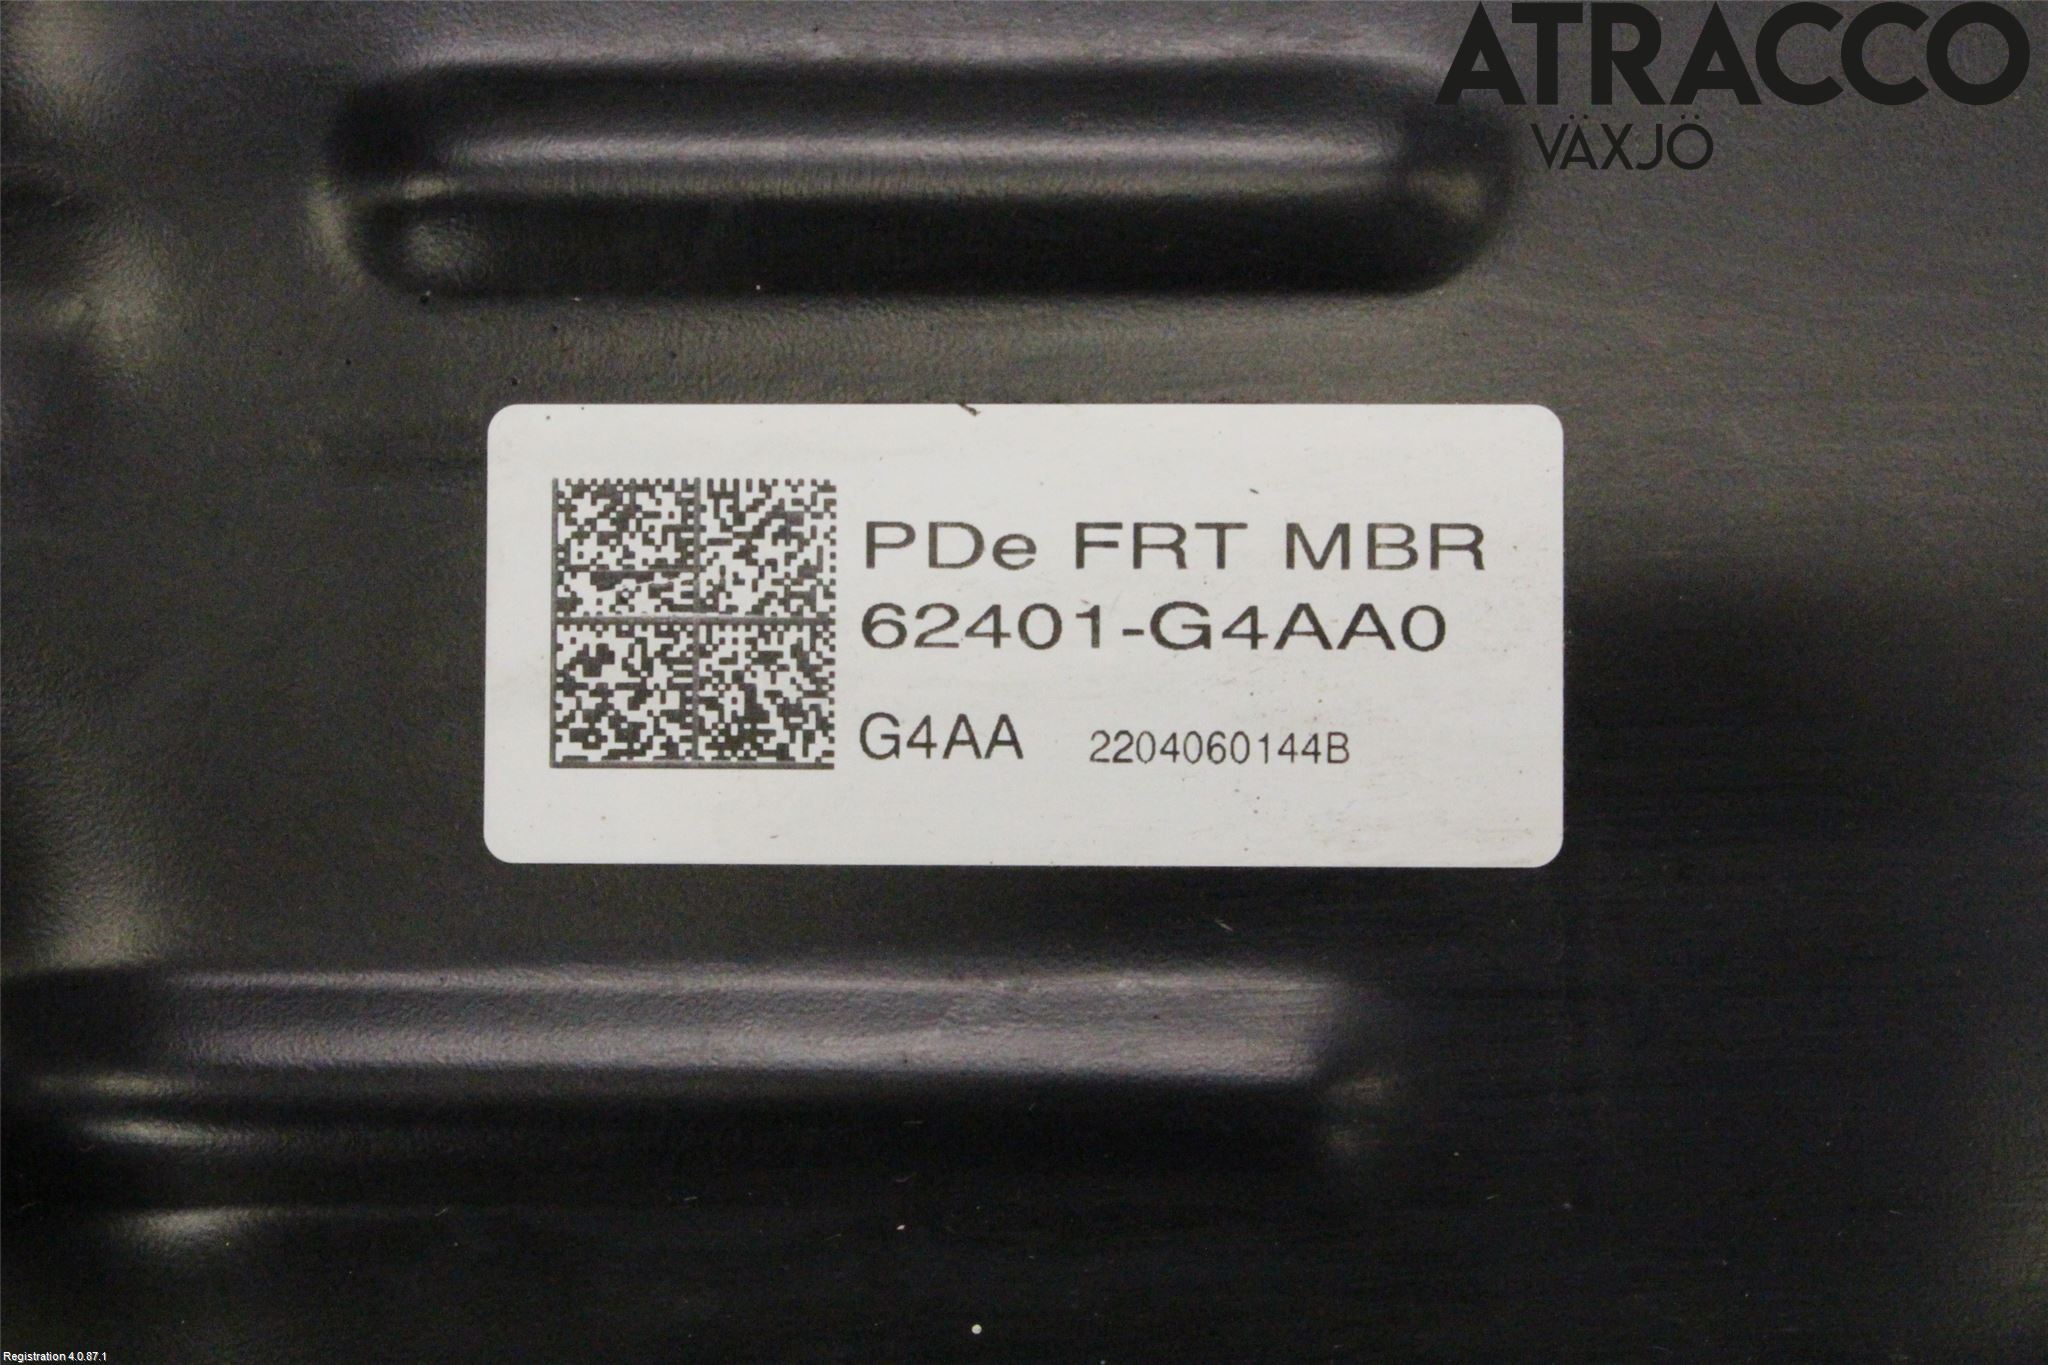 ATRACCO
VÄXJÖ
PDe FRT MBR
62401-G4AA0
G4AA 2204060144B
Registration 4.0.87.1